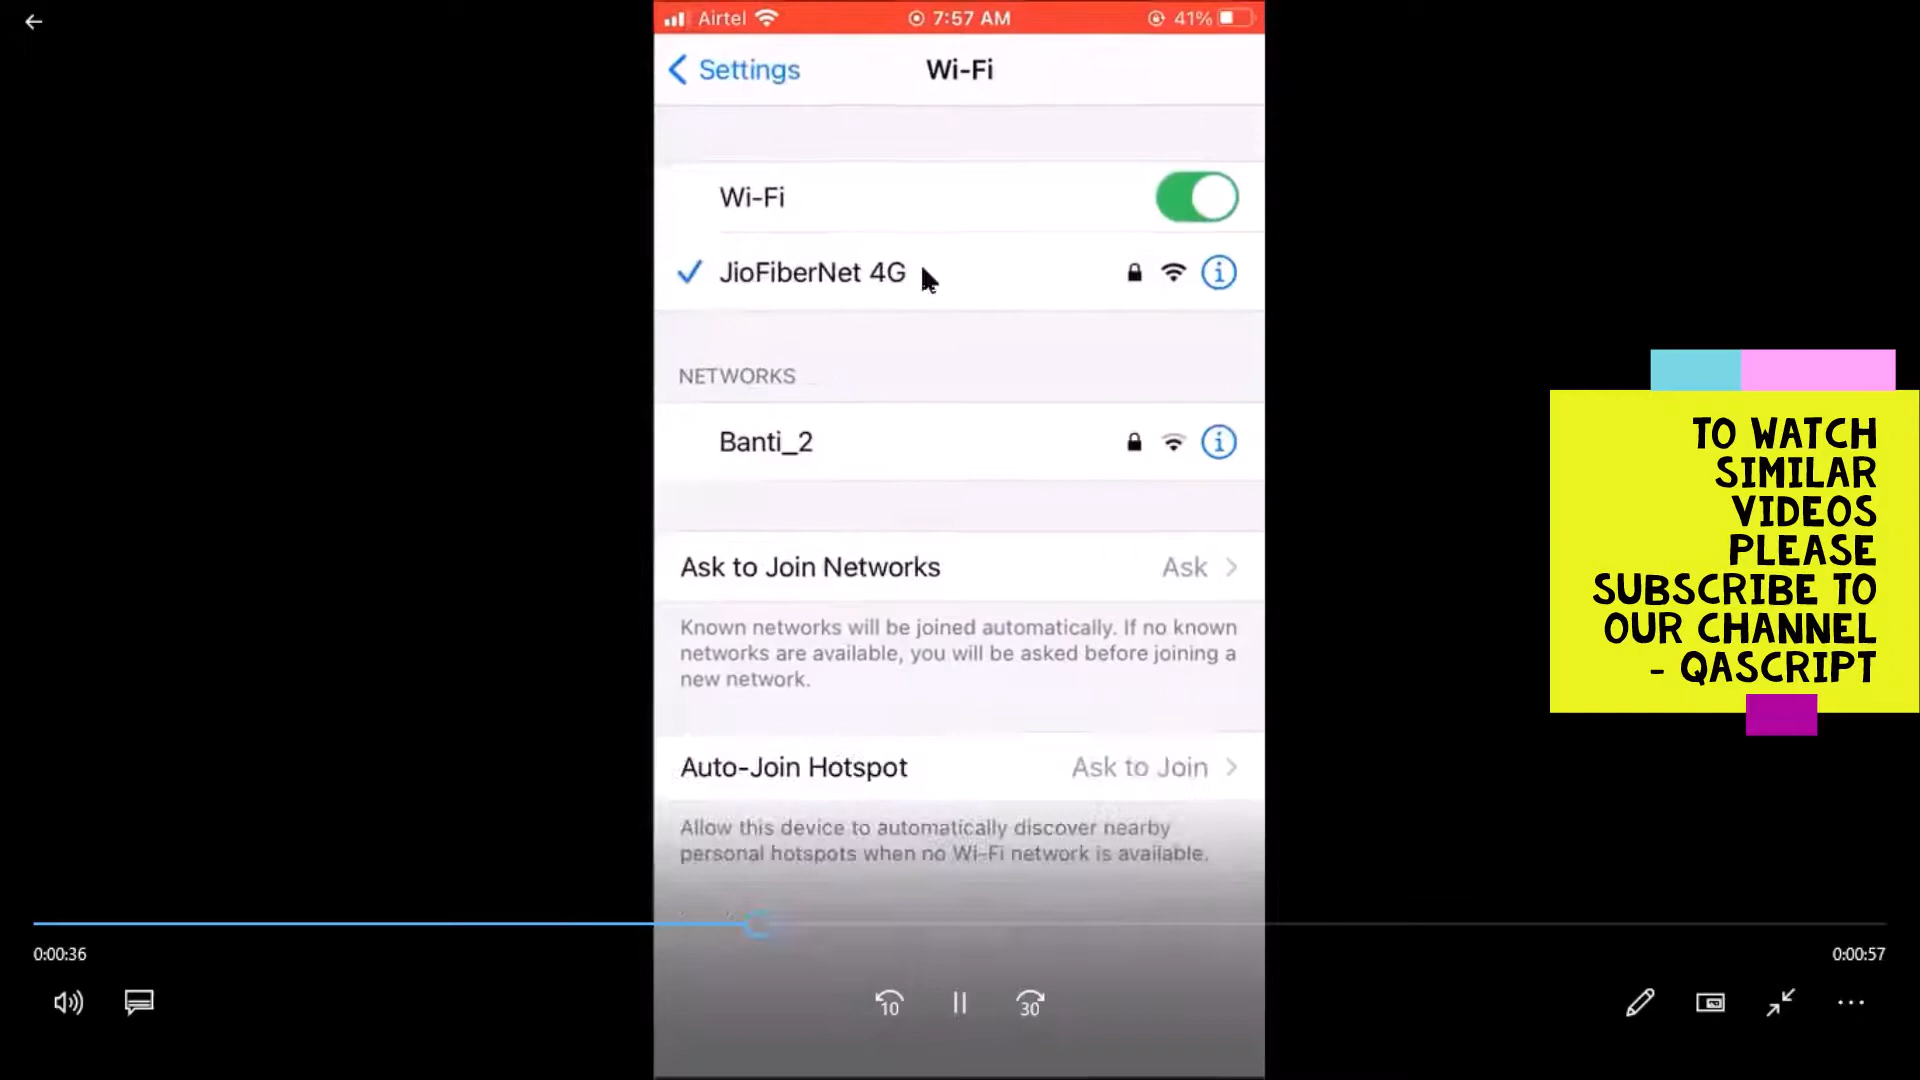 Airtel 7:57 AM 41%
Settings Wi-Fi
Wi-Fi
JioFiberNet 4G
NETWORKS
Banti_2
Ask to Join Networks Ask
Known networks will be joined automatically. If no known
networks are available, you will be asked before joining a
new network.
Auto-Join Hotspot Ask to Join
Allow this device to automatically discover nearby
personal hotspots when no Wi-Fi network is available.
TO WATCH
SIMILAR
VIDEOS
PLEASE
SUBSCRIBE TO
OUR CHANNEL
- QASCRIPT
0:00:36 0:00:57
10 30